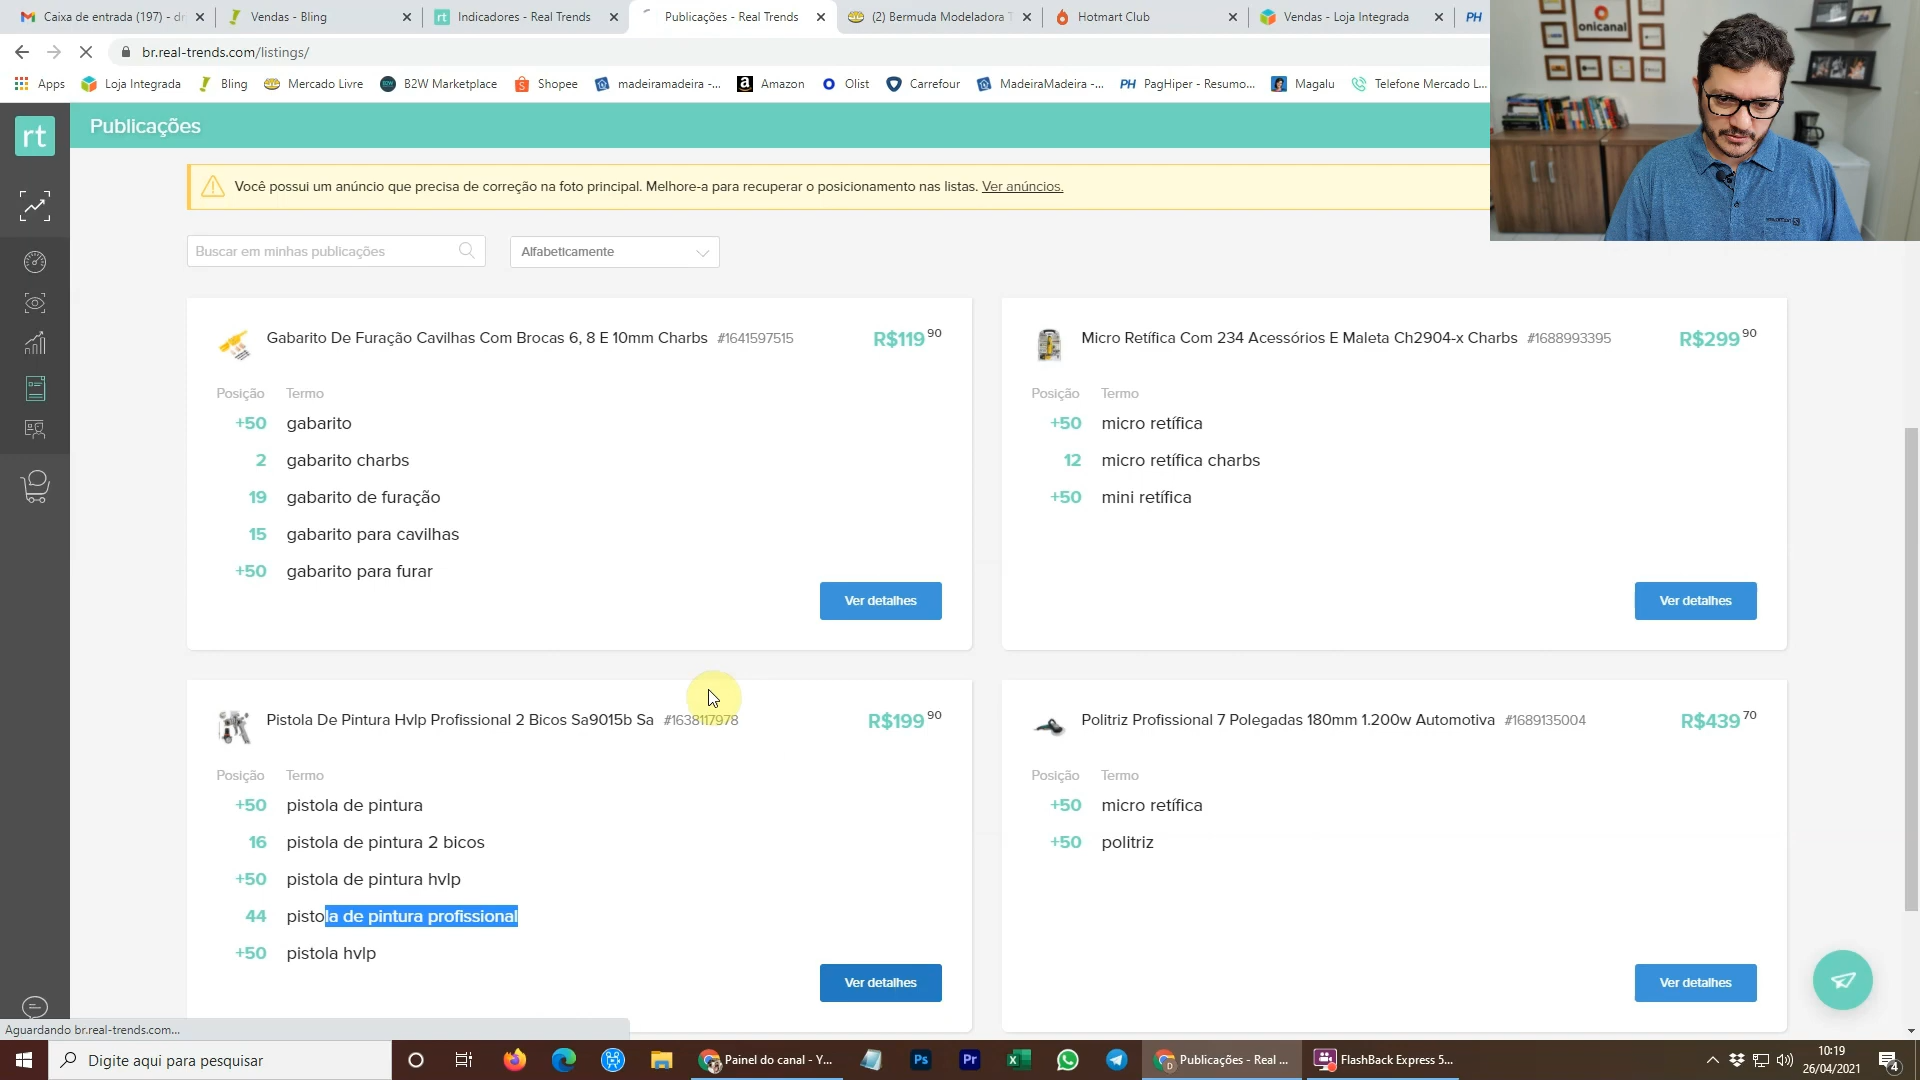 Caixa de entrada (197) - dr
Vendas - Bling
Indicadores - Real Trends
Publicações - Real Trends
(2) Bermuda Modeladora T
Hotmart Club
Vendas - Loja Integrada
PH
br.real-trends.com/listings/
Apps
Loja Integrada
Bling
Mercado Livre
B2W Marketplace
Shopee
madeiramadeira -...
Amazon
Olist
Carrefour
MadeiraMadeira -...
PH PagHiper - Resumo...
Magalu
Telefone Mercado L...
onicanal
rt
Publicações
Você possui um anúncio que precisa de correção na foto principal. Melhore-a para recuperar o posicionamento nas listas. Ver anúncios.
Buscar em minhas publicações
Alfabeticamente
Gabarito De Furação Cavilhas Com Brocas 6, 8 E 10mm Charbs #1641597515 R$119 90
Posição Termo
+50 gabarito
2 gabarito charbs
19 gabarito de furação
15 gabarito para cavilhas
+50 gabarito para furar
Ver detalhes
Micro Retífica Com 234 Acessórios E Maleta Ch2904-x Charbs #1688993395 R$299 90
Posição Termo
+50 micro retífica
12 micro retífica charbs
+50 mini retífica
Ver detalhes
Pistola De Pintura Hvlp Profissional 2 Bicos Sa9015b Sa #1638117978 R$199 90
Posição Termo
+50 pistola de pintura
16 pistola de pintura 2 bicos
+50 pistola de pintura hvlp
44 pistola de pintura profissional
+50 pistola hvlp
Ver detalhes
Politriz Profissional 7 Polegadas 180mm 1.200w Automotiva #1689135004 R$439 70
Posição Termo
+50 micro retífica
+50 politriz
Ver detalhes
Aguardando br.real-trends.com...
Digite aqui para pesquisar
Painel do canal - Y...
Ps
Pr
Publicações - Real ...
FlashBack Express 5...
10:19
26/04/2021
4